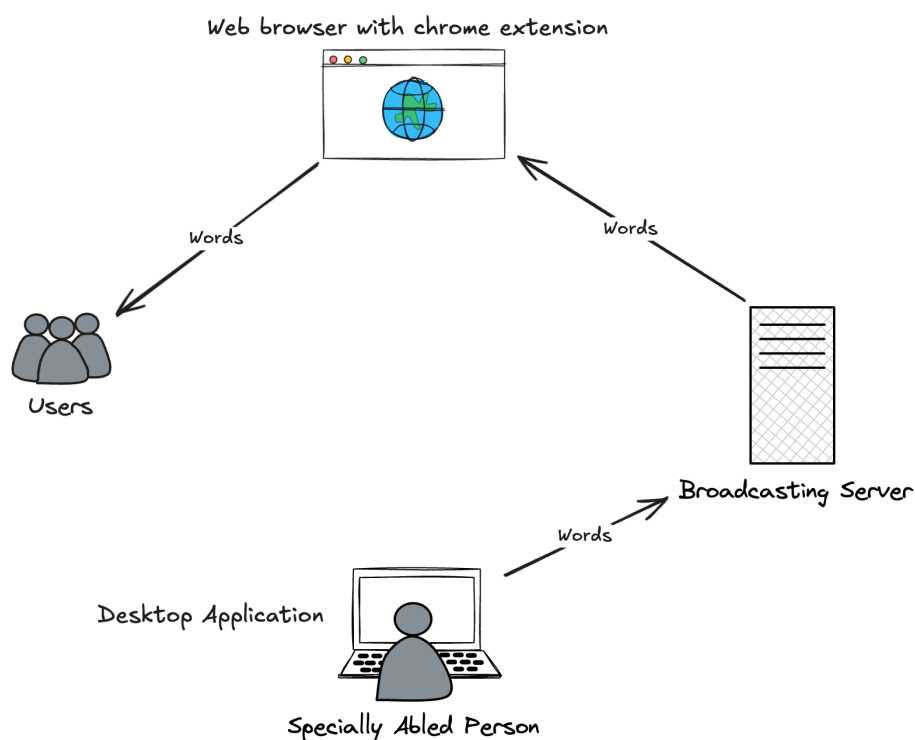 Web browser with chrome extension
Words
Words
Users
Broadcasting Server
Words
Desktop Application
Specially Abled Person